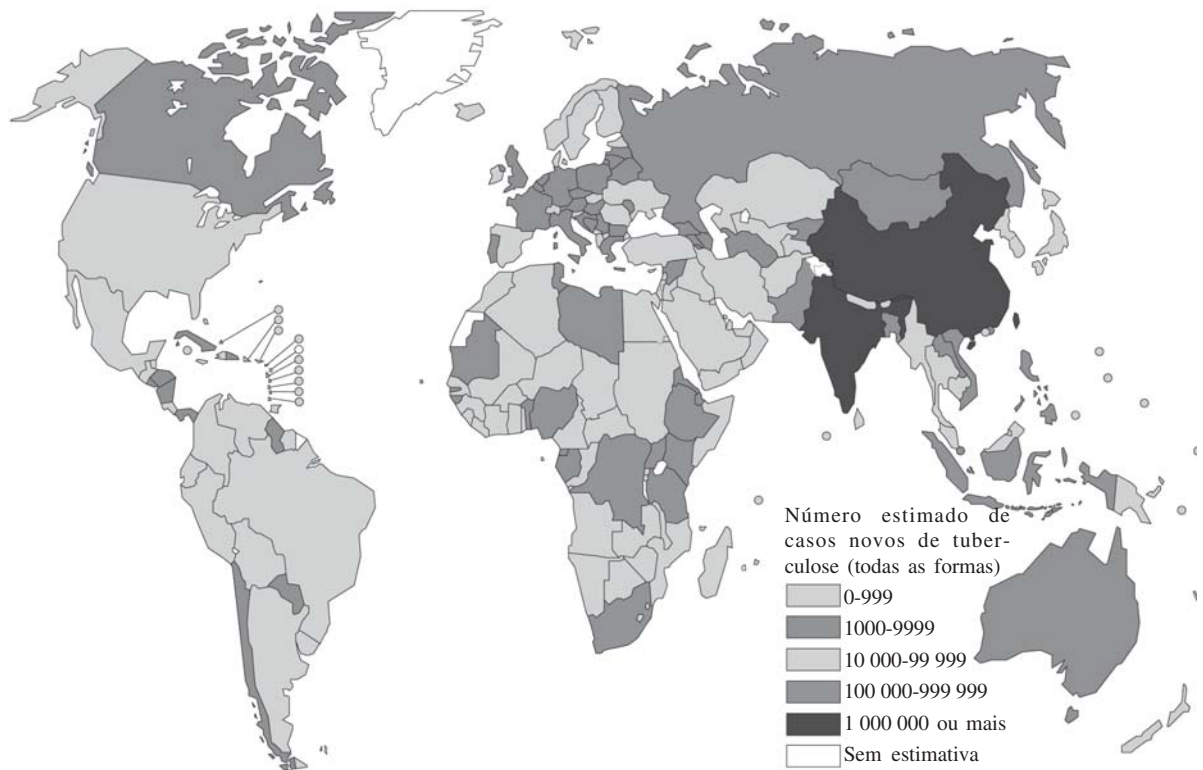 Número estimado de
casos novos de tuber-
culose (todas as formas)
0-999
1000-9999
10 000-99 999
100 000-999 999
1 000 000 ou mais
Sem estimativa